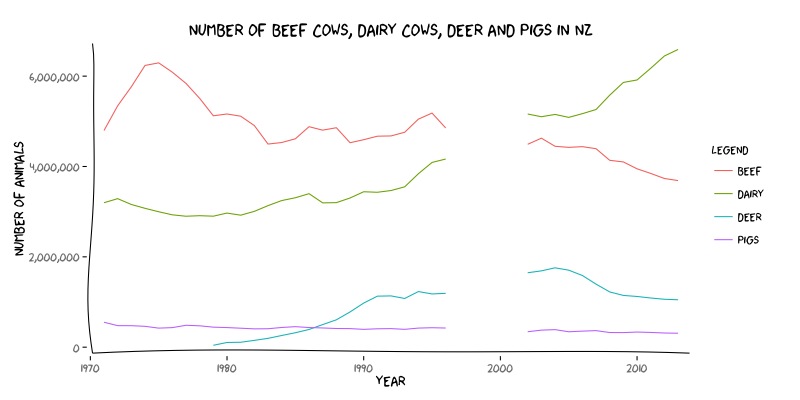 NUMBER OF BEEF COWS, DAIRY COWS, DEER AND PIGS IN NZ
NUMBER OF ANIMALS
6,000,000
4,000,000
2,000,000
0
1970 1980 1990 2000 2010
YEAR
LEGEND
BEEF
DAIRY
DEER
PIGS